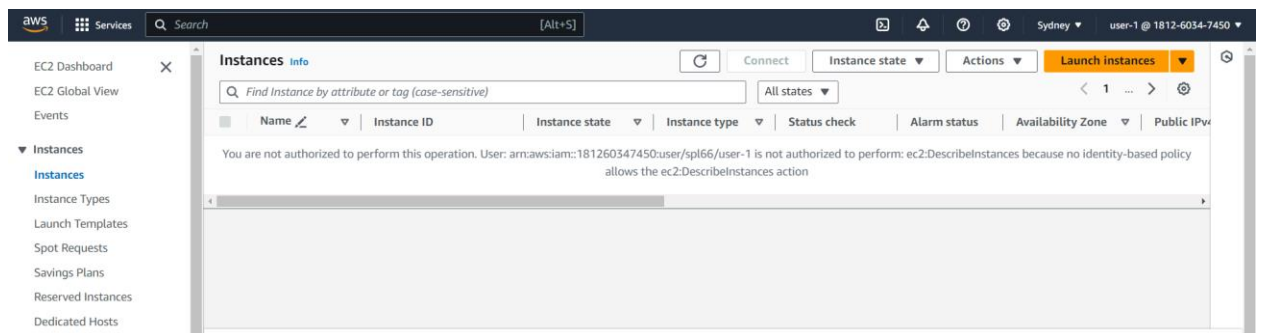 aws Services Search [Alt+S] Sydney ▼ user-1 @ 1812-6034-7450 ▼
EC2 Dashboard
EC2 Global View
Events
▼ Instances
Instances
Instance Types
Launch Templates
Spot Requests
Savings Plans
Reserved Instances
Dedicated Hosts
Instances Info Connect Instance state ▼ Actions ▼ Launch instances ▼
Find Instance by attribute or tag (case-sensitive) All states ▼ < 1 ... >
Name Instance ID Instance state Instance type Status check Alarm status Availability Zone Public IPv4
You are not authorized to perform this operation. User: arn:aws:iam::181260347450:user/spl66/user-1 is not authorized to perform: ec2:DescribeInstances because no identity-based policy
allows the ec2:DescribeInstances action